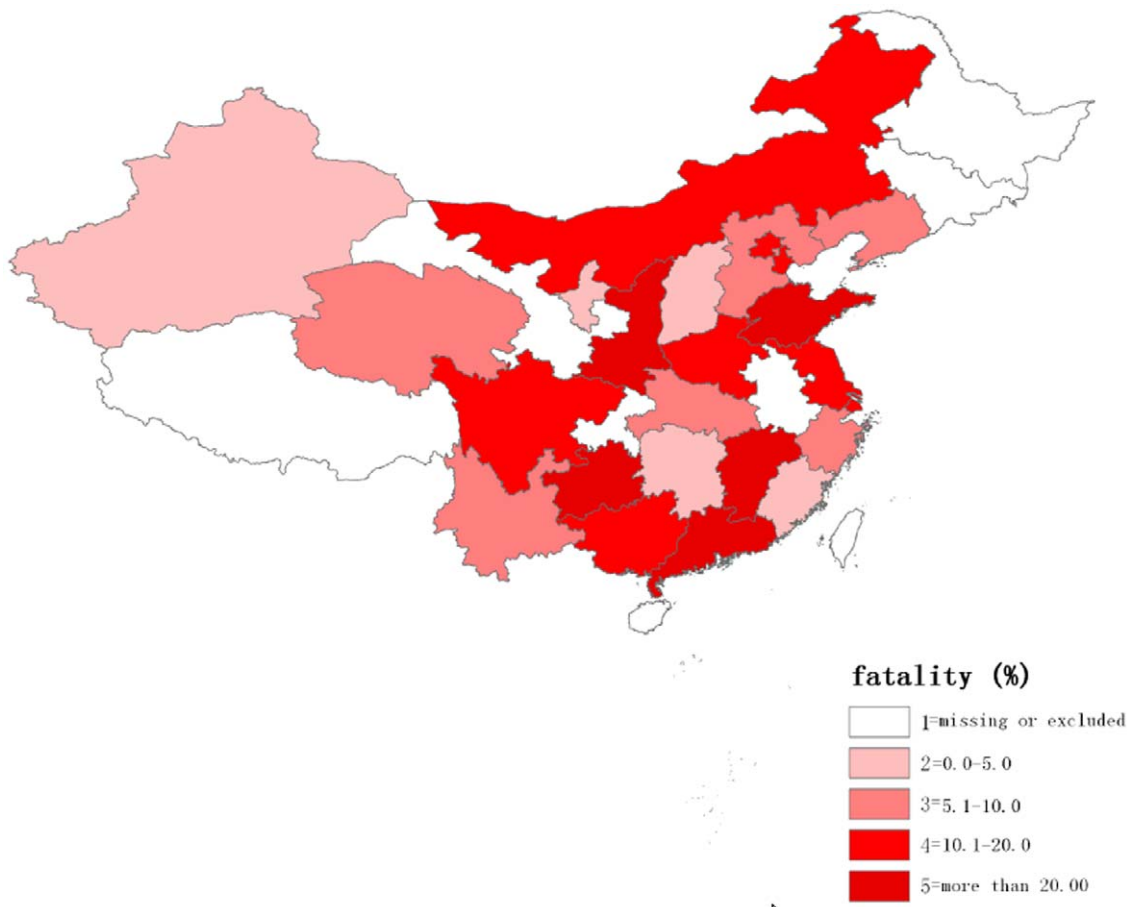 fatality (%)
1=missing or excluded
2=0.0-5.0
3=5.1-10.0
4=10.1-20.0
5=more than 20.00